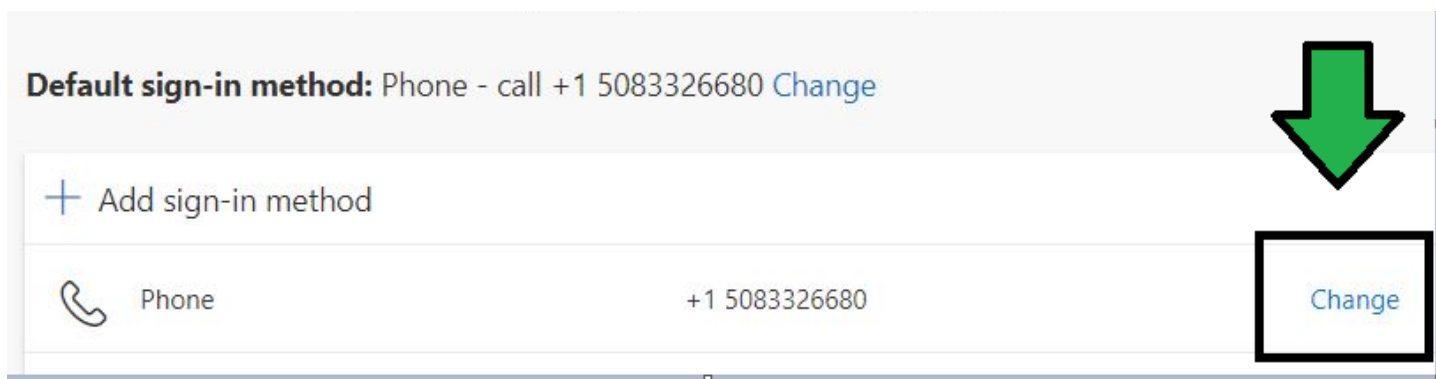 Default sign-in method: Phone - call +1 5083326680 Change
Add sign-in method
Phone +1 5083326680 Change